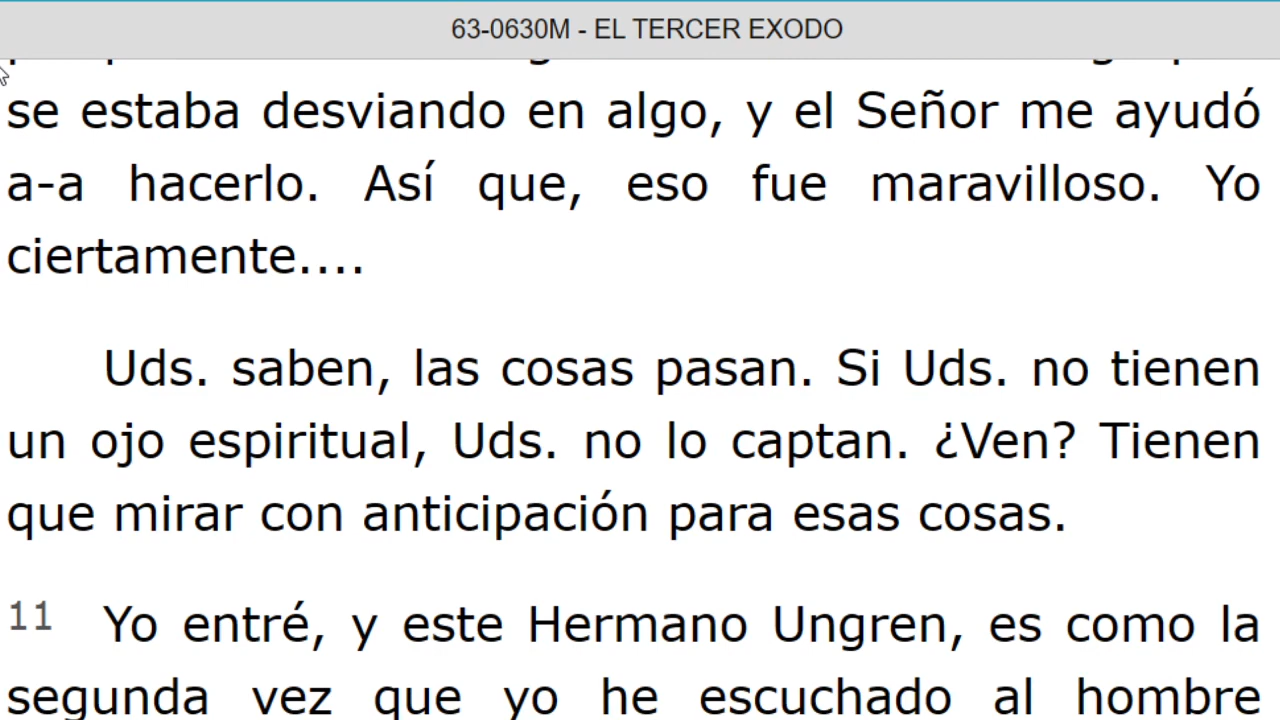 63-0630M - EL TERCER EXODO
se estaba desviando en algo, y el Señor me ayudó
a-a hacerlo. Así que, eso fue maravilloso. Yo
ciertamente....
Uds. saben, las cosas pasan. Si Uds. no tienen
un ojo espiritual, Uds. no lo captan. ¿Ven? Tienen
que mirar con anticipación para esas cosas.
11 Yo entré, y este Hermano Ungren, es como la
segunda vez que yo he escuchado al hombre